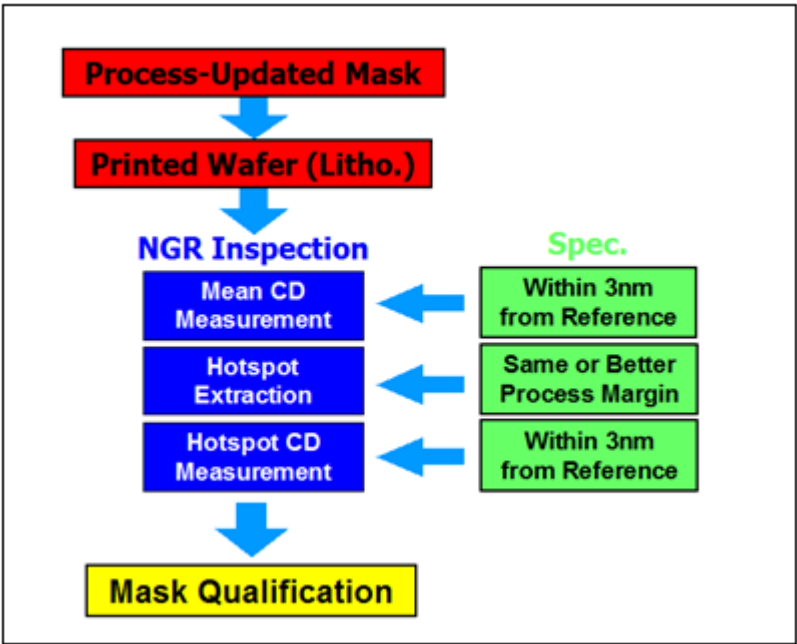 Process-Updated Mask
Printed Wafer (Litho.)
NGR Inspection
Spec.
Mean CD
Measurement
Within 3nm
from Reference
Hotspot
Extraction
Same or Better
Process Margin
Hotspot CD
Measurement
Within 3nm
from Reference
Mask Qualification